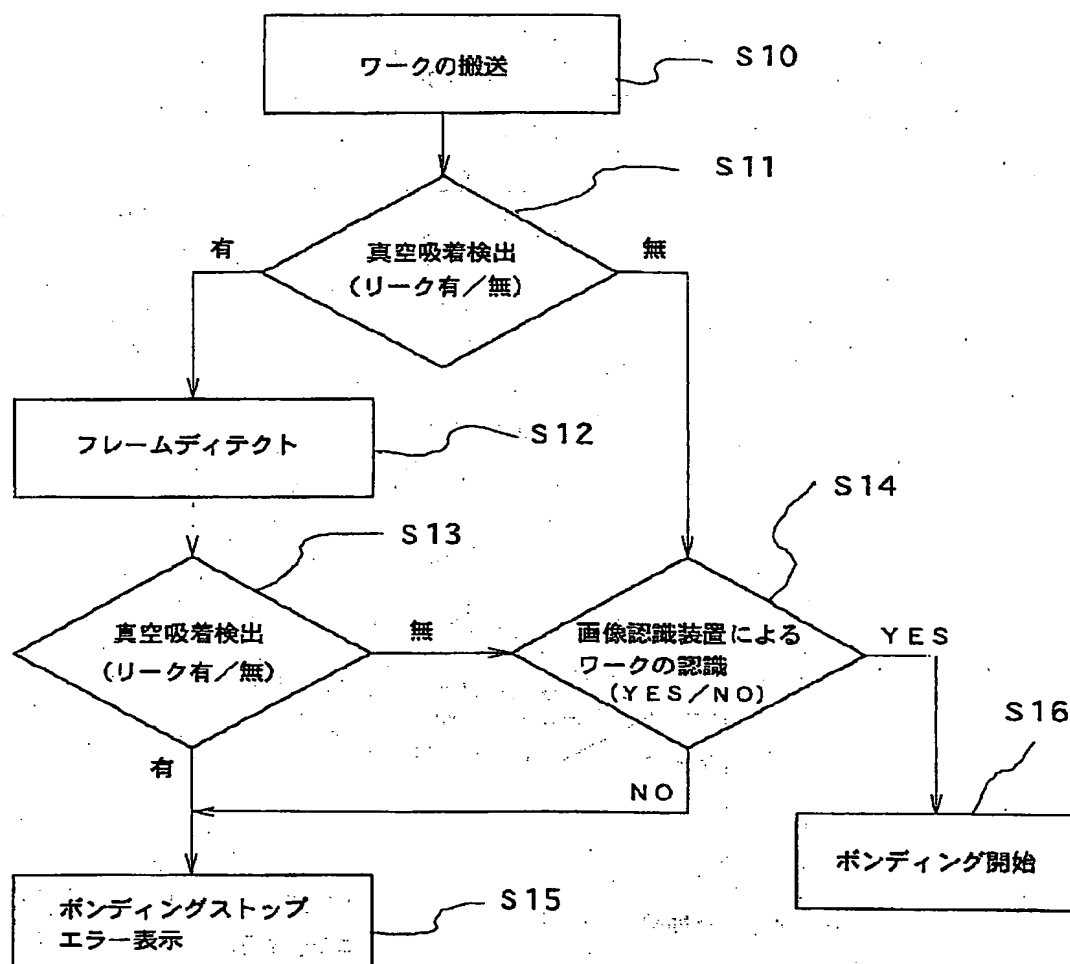 ワークの搬送
S10
S11
有
真空吸着検出
(リーク有/無)
無
フレームディテクト
S12
S14
S13
真空吸着検出
(リーク有/無)
無
画像認識装置による
ワークの認識
(YES/NO)
YES
S16
有
NO
ボンディング開始
ボンディングストップ
エラー表示
S15